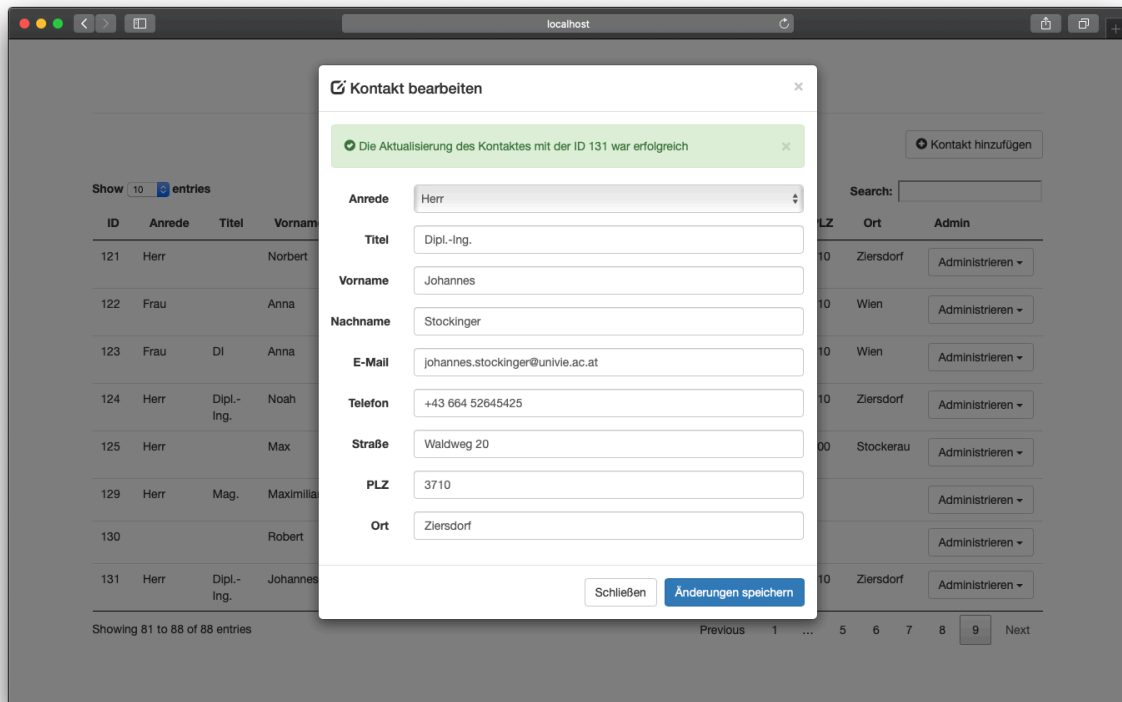 localhost
Kontakt bearbeiten
Die Aktualisierung des Kontaktes mit der ID 131 war erfolgreich
Kontakt hinzufügen
Show 10 entries
Search:
ID Anrede Titel Vorname LZ Ort Admin
121 Herr Norbert 10 Ziersdorf Administrieren
122 Frau Anna 10 Wien Administrieren
123 Frau DI Anna 10 Wien Administrieren
124 Herr Dipl.-Ing. Noah 10 Ziersdorf Administrieren
125 Herr Max 00 Stockerau Administrieren
129 Herr Mag. Maximilia Administrieren
130 Robert Administrieren
131 Herr Dipl.-Ing. Johannes 10 Ziersdorf Administrieren
Anrede Herr
Titel Dipl.-Ing.
Vorname Johannes
Nachname Stockinger
E-Mail johannes.stockinger@univie.ac.at
Telefon +43 664 52645425
Straße Waldweg 20
PLZ 3710
Ort Ziersdorf
Schließen Änderungen speichern
Showing 81 to 88 of 88 entries
Previous 1 ... 5 6 7 8 9 Next